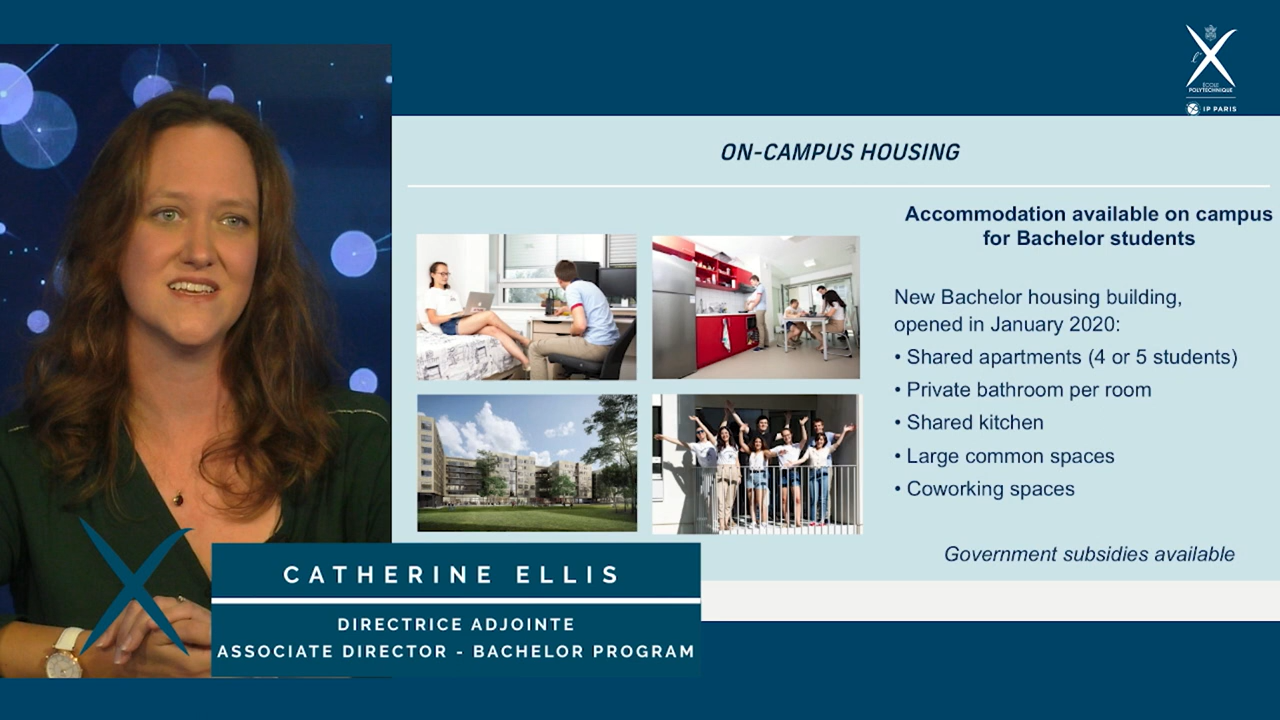 l'X
ÉCOLE
POLYTECHNIQUE
IP PARIS
ON-CAMPUS HOUSING
Accommodation available on campus
for Bachelor students
New Bachelor housing building,
opened in January 2020:
• Shared apartments (4 or 5 students)
• Private bathroom per room
• Shared kitchen
• Large common spaces
• Coworking spaces
Government subsidies available
CATHERINE ELLIS
DIRECTRICE ADJOINTE
ASSOCIATE DIRECTOR - BACHELOR PROGRAM